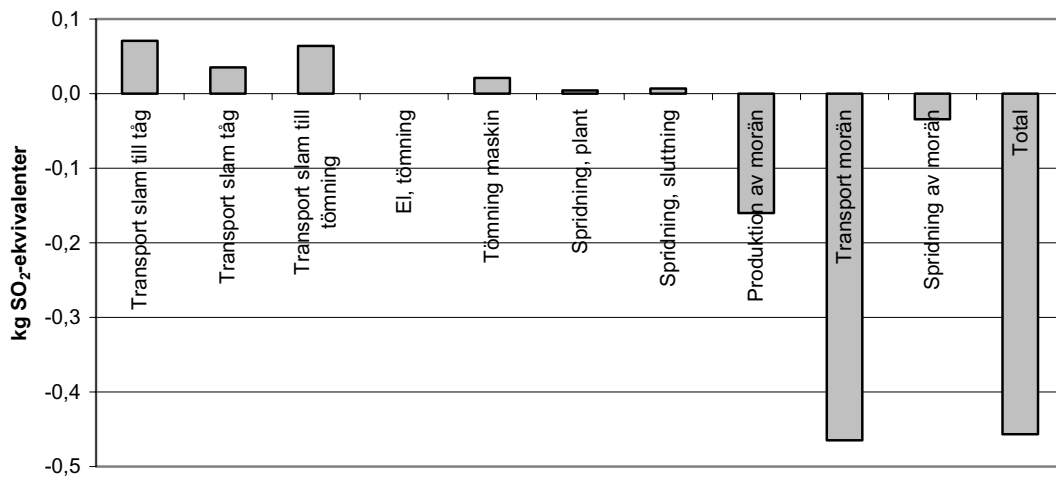 0,1
0,0
-0,1
-0,2
-0,3
-0,4
-0,5
kg SO₂-ekvivalenter
Transport slam till tåg
Transport slam tåg
Transport slam till
tömning
El, tömning
Tömning maskin
Spridning, plant
Spridning, sluttning
Produktion av morän
Transport morän
Spridning av morän
Total